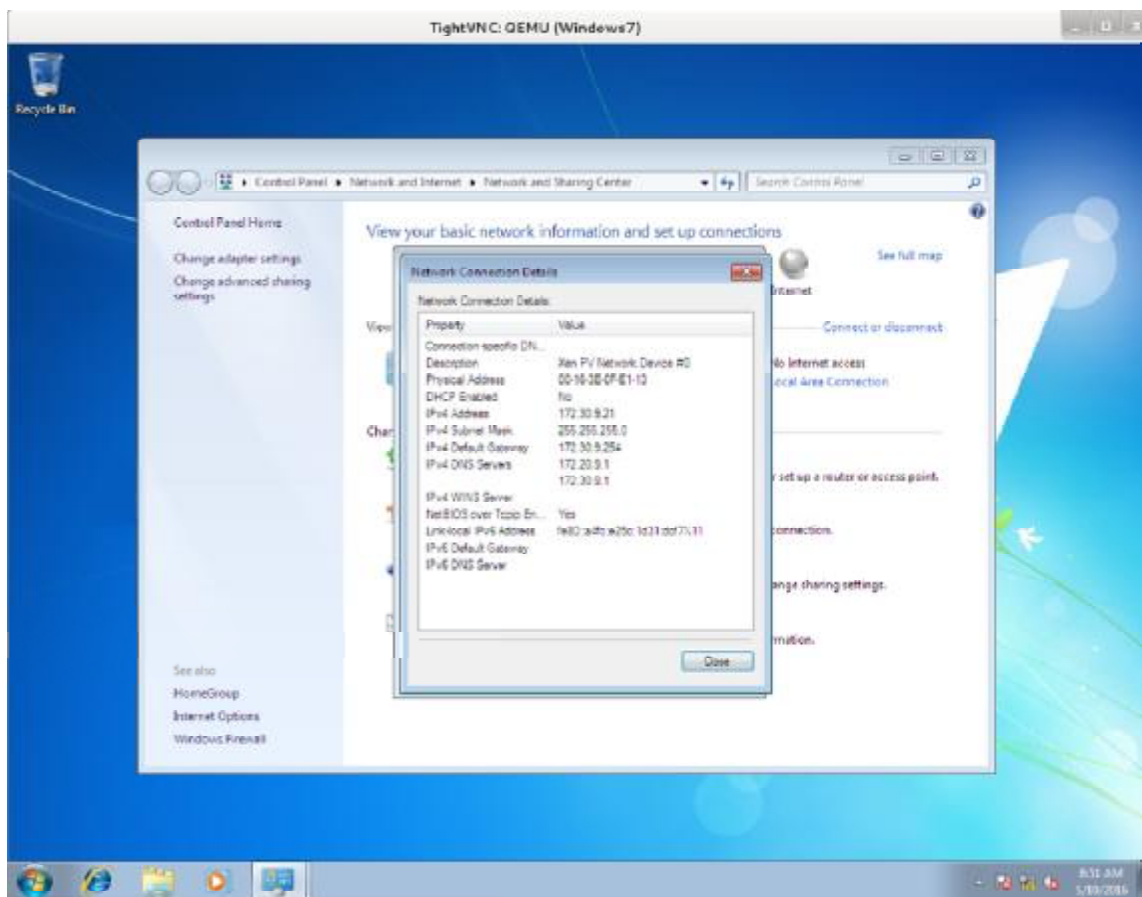 TightVNC: QEMU (Windows7)
Recycle Bin
Control Panel Network and Internet Network and Sharing Center
Search Control Panel
Control Panel Home
Change adapter settings
Change advanced sharing
settings
View your basic network information and set up connections
See full map
Internet
View
Connect or disconnect
No Internet access
Local Area Connection
Chan
r set up a router or access point.
connection.
ange sharing settings.
rmation.
Network Connection Details
Network Connection Details:
Property Value
Connection-specific DN...
Description Xen PV Network Device #0
Physical Address 00-16-3E-0F-E1-13
DHCP Enabled No
IPv4 Address 172.30.9.21
IPv4 Subnet Mask 255.255.255.0
IPv4 Default Gateway 172.30.9.254
IPv4 DNS Servers 172.20.9.1
172.30.9.1
IPv4 WINS Server
NetBIOS over Tcpip En... Yes
Link-local IPv6 Address
IPv6 Default Gateway
IPv6 DNS Server
Close
See also
HomeGroup
Internet Options
Windows Firewall
8:51 AM
5/10/2016